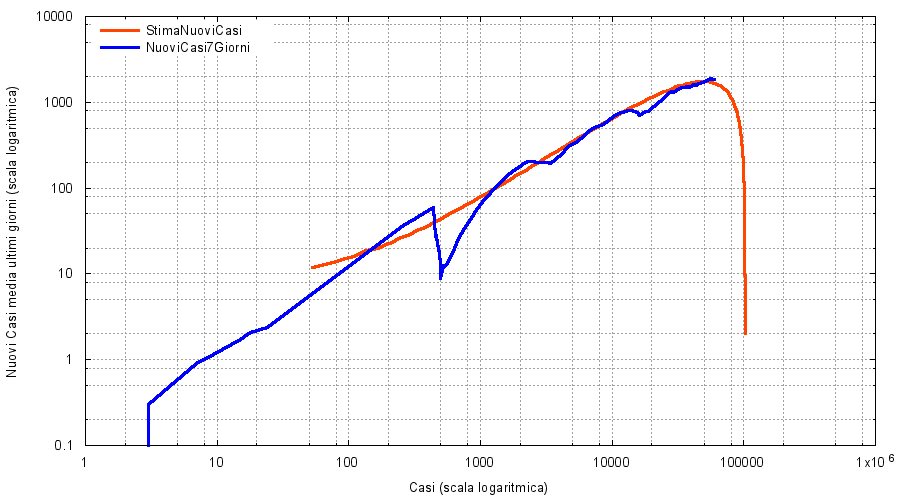 10000
1000
100
10
1
0.1
Nuovi Casi media ultimi giorni (scala logaritmica)
StimaNuoviCasi
NuoviCasi7Giorni
1
10
100
1000
10000
100000
1x10 6
Casi (scala logaritmica)